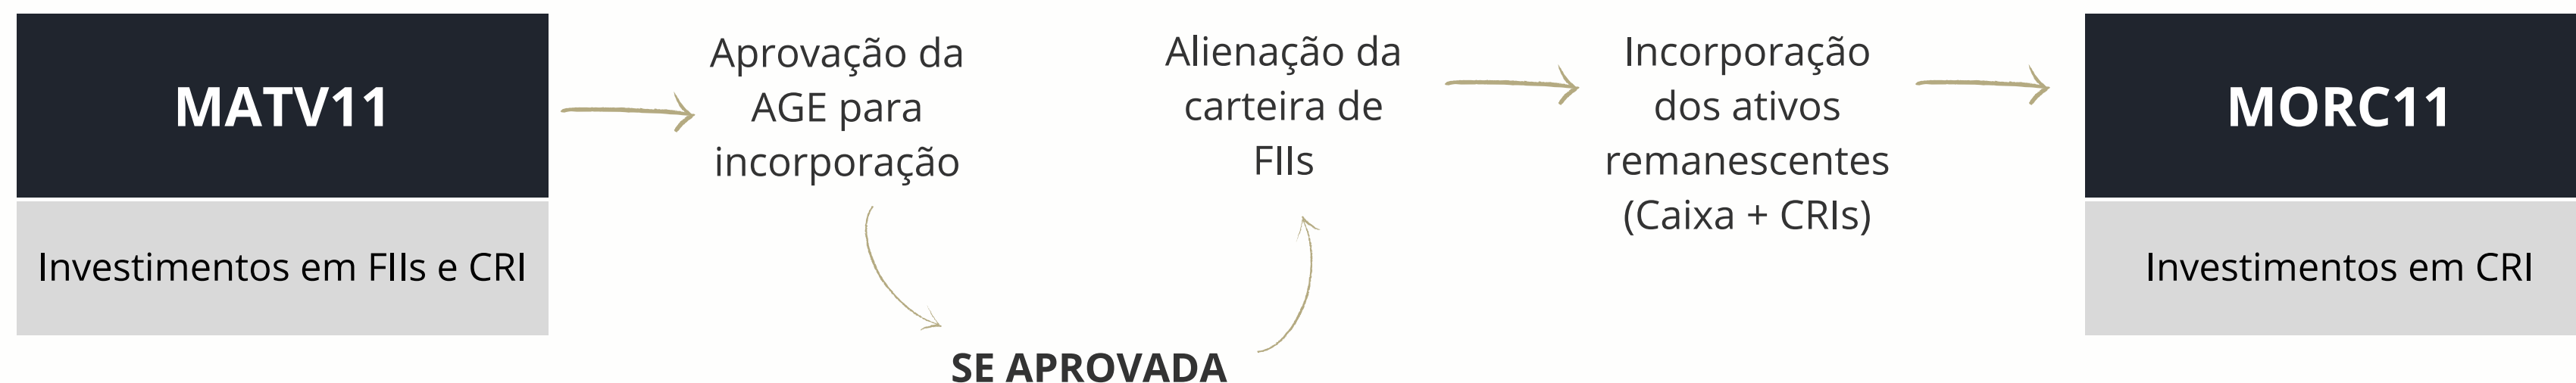 MATV11
Investimentos em FIIs e CRI
Aprovação da
AGE para
incorporação
SE APROVADA
Alienação da
carteira de
FIIs
Incorporação
dos ativos
remanescentes
(Caixa + CRIs)
MORC11
Investimentos em CRI